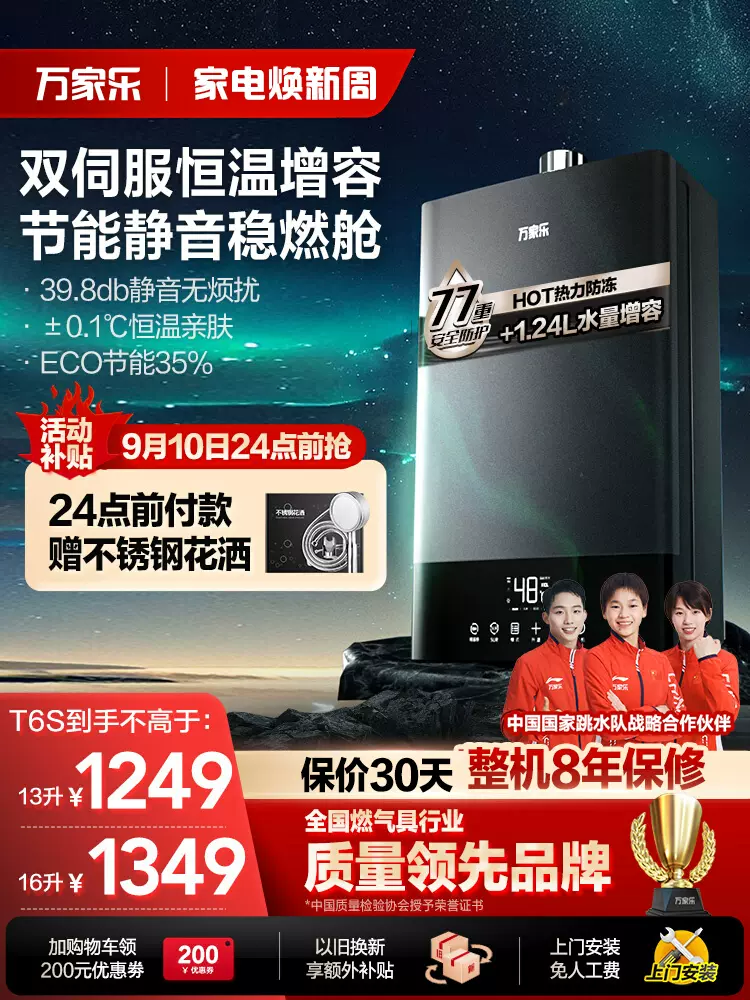 万家乐 | 家电焕新周
双伺服恒温增容
节能静音稳燃舱
· 39.8db静音无烦扰
· ±0.1℃恒温亲肤
· ECO节能35%
万家乐
77重
安全防护
HOT热力防冻
+1.24L水量增容
活动
补贴
9月10日24点前抢
24点前付款
赠不锈钢花洒
不锈钢花洒
48
万家乐
万家乐
中国国家跳水队战略合作伙伴
T6S到手不高于:
13升¥1249
16升¥1349
保价30天 整机8年保修
全国燃气具行业
质量领先品牌
*中国质量检验协会授予荣誉证书
万家乐
加购物车领
200元优惠券
200
¥优惠券
以旧换新
享额外补贴
上门安装
免人工费
上门安装